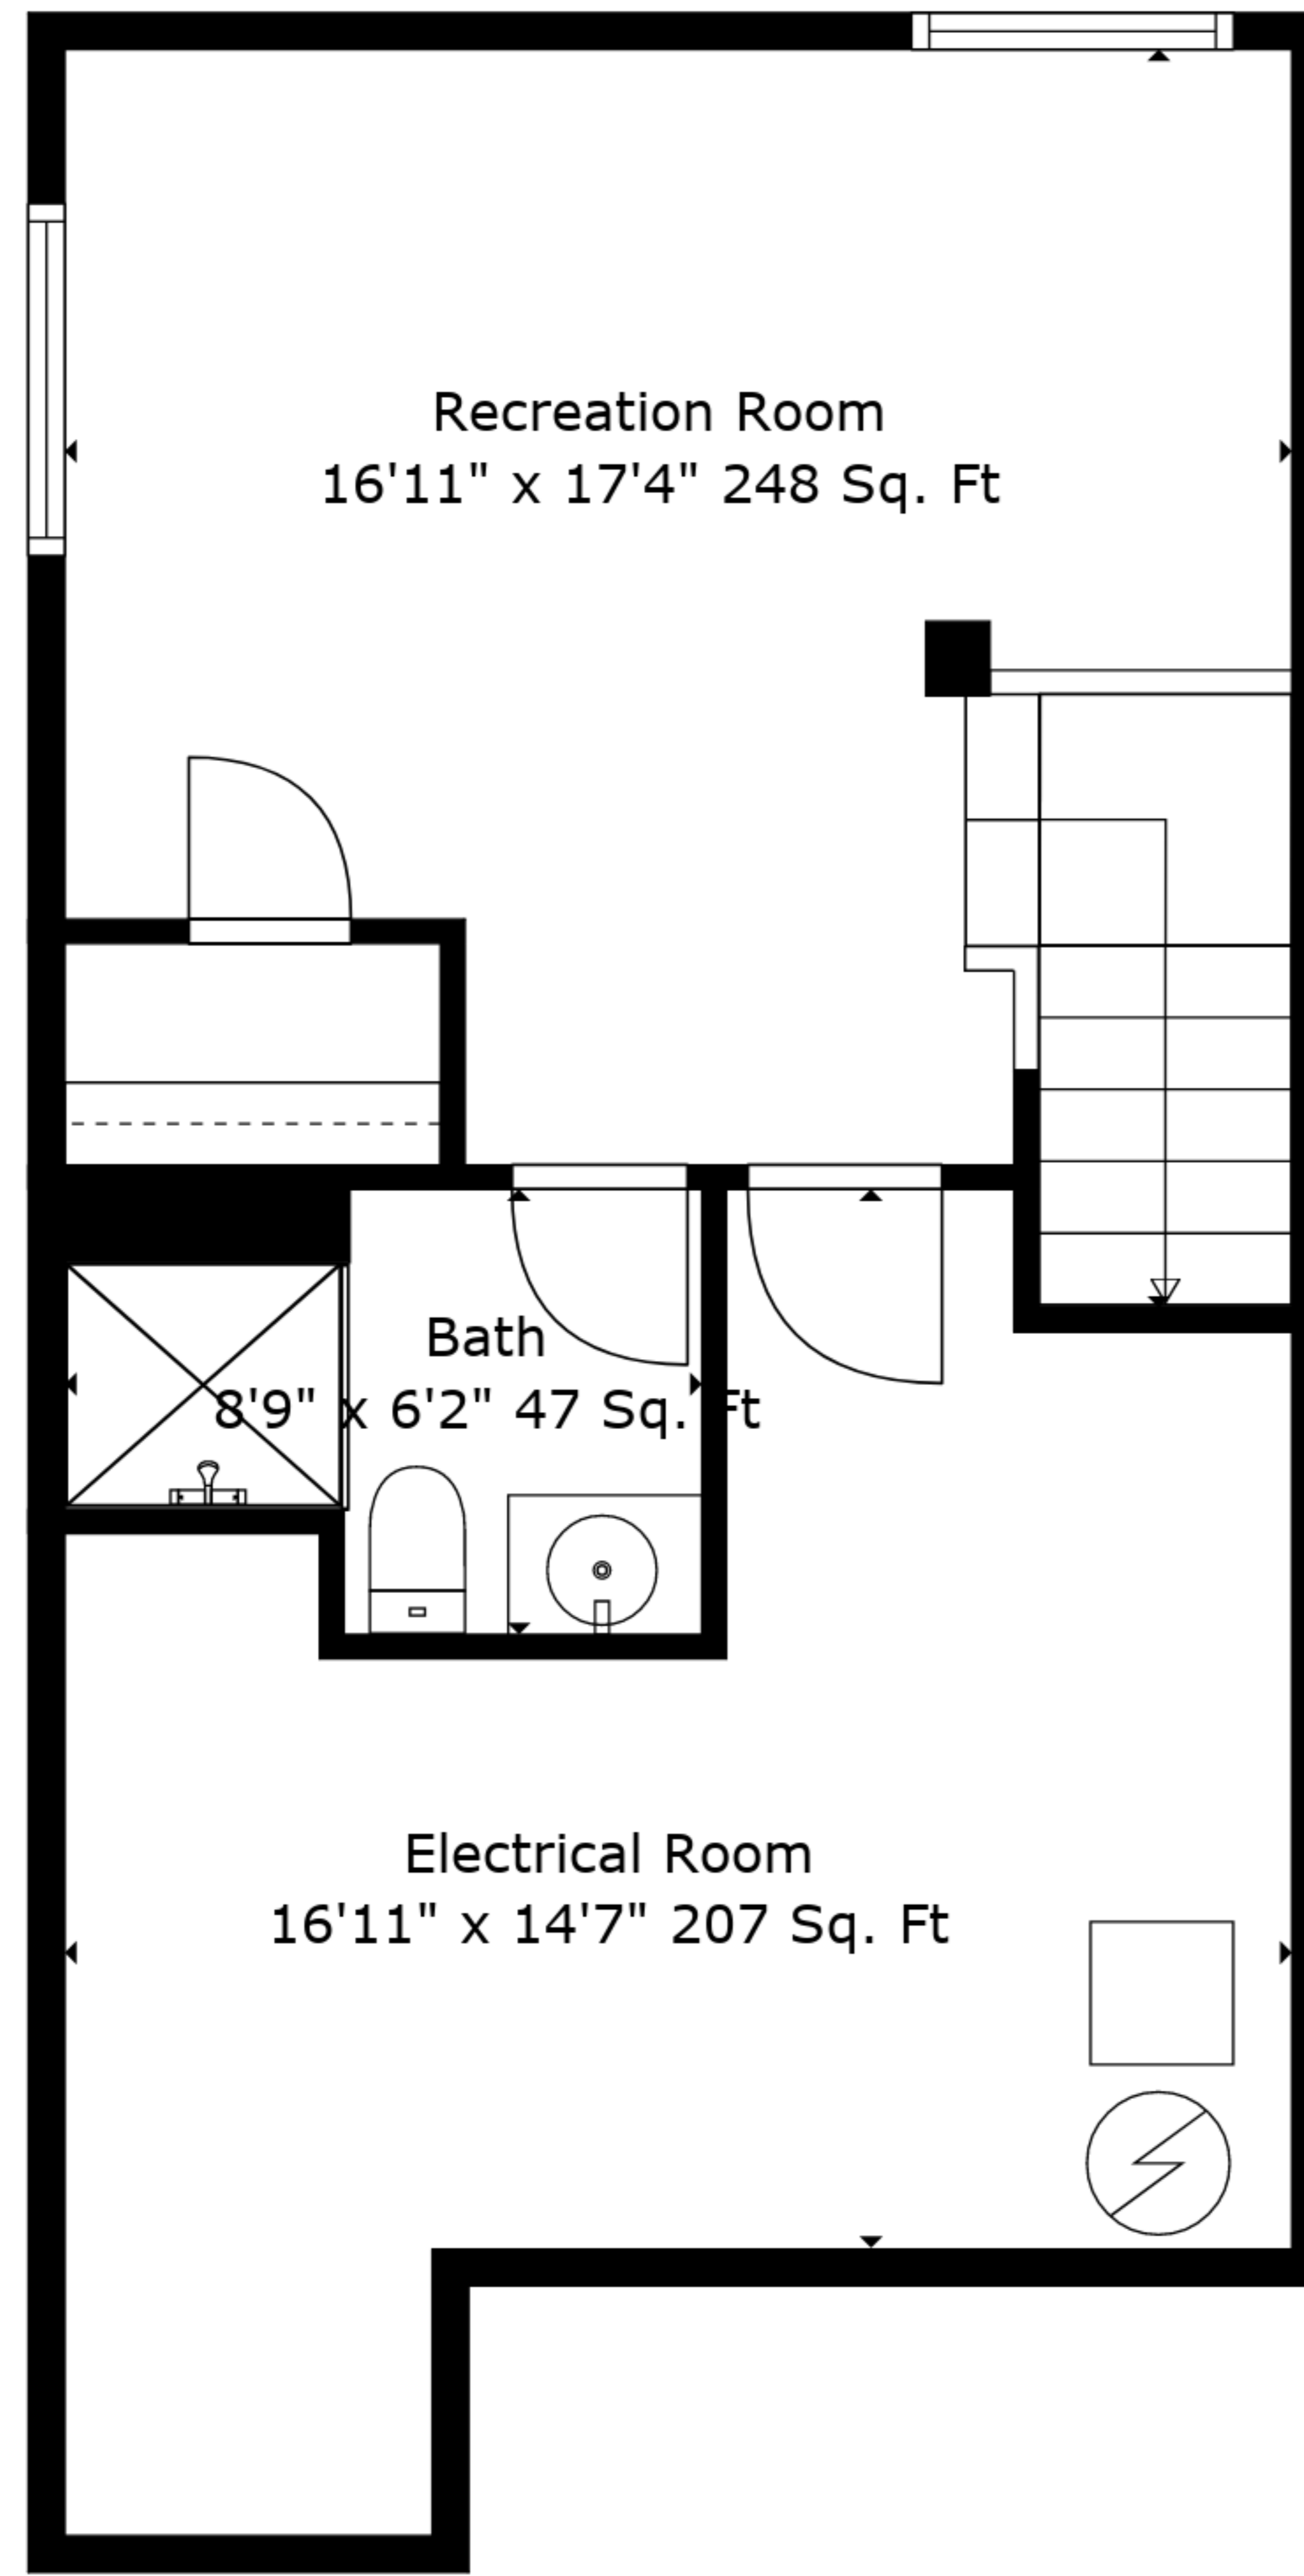 Recreation Room
16'11" x 17'4" 248 Sq. Ft
Bath
8'9" x 6'2" 47 Sq. Ft
Electrical Room
16'11" x 14'7" 207 Sq. Ft